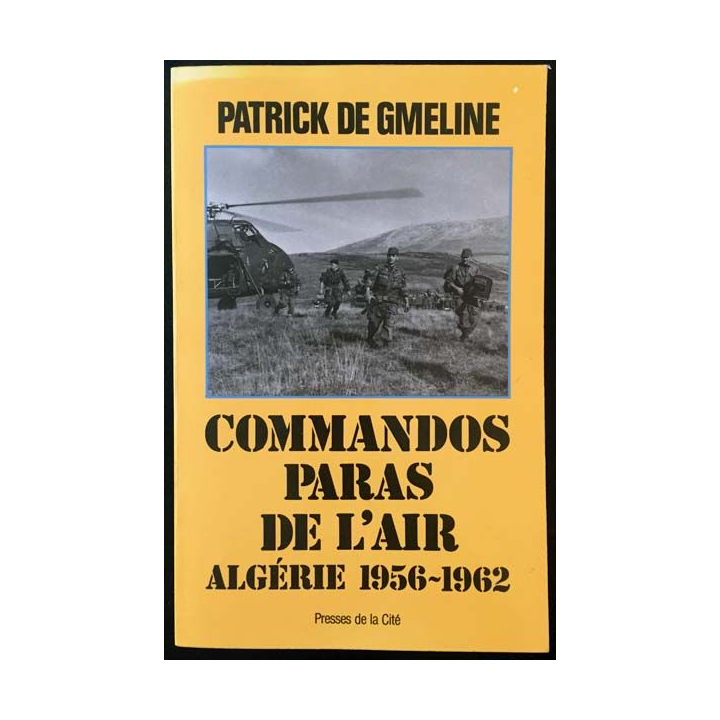 PATRICK DE GMELINE
COMMANDOS
PARAS
DE L'AIR
ALGÉRIE 1956~1962
Presses de la Cité